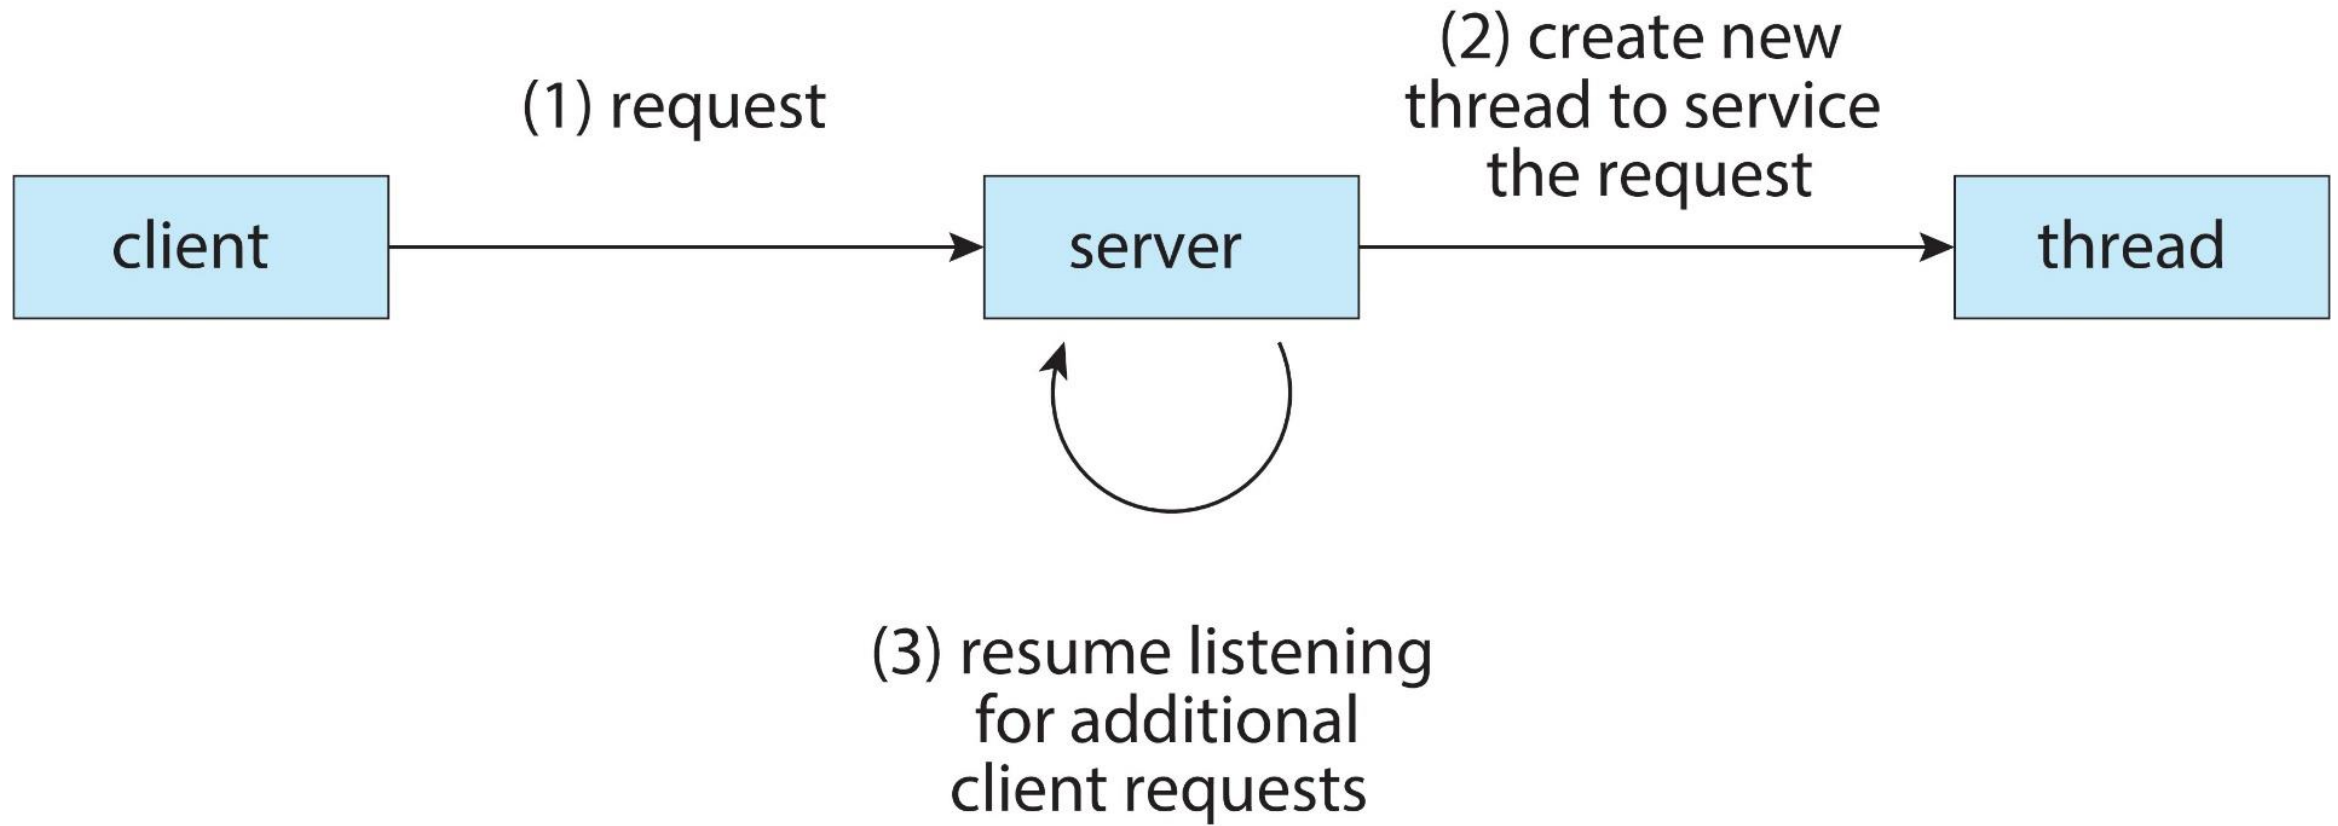 (1) request
(2) create new
thread to service
the request
client
server
thread
(3) resume listening
for additional
client requests